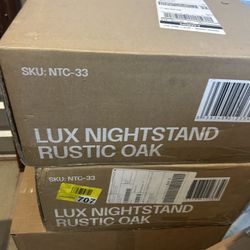 SKU: NTC-33
LUX NIGHTSTAND
RUSTIC OAK
SKU: NTC-33
707
LUX NIGHTSTAND
RUSTIC OAK